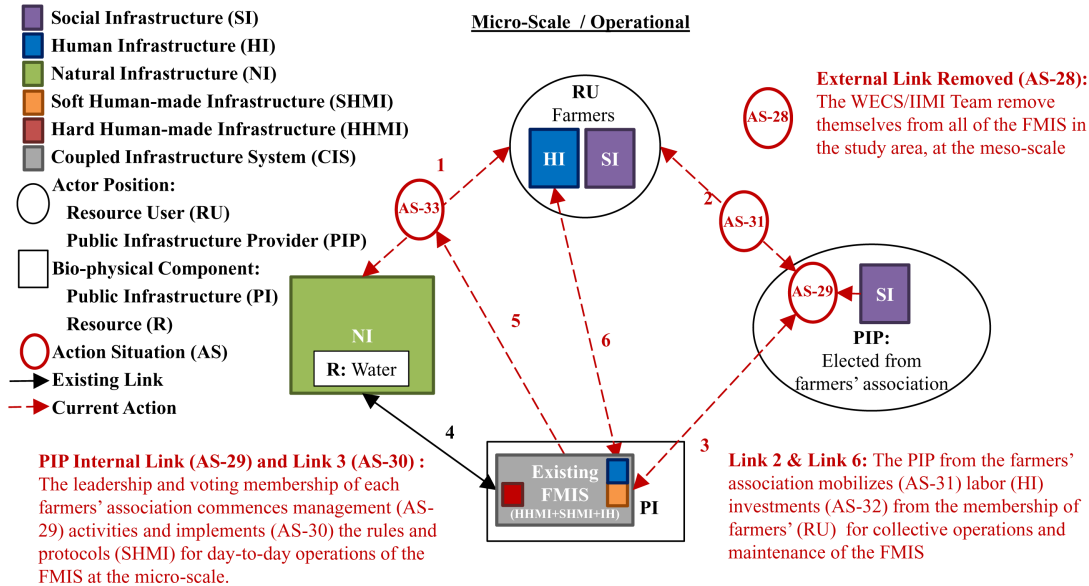 Micro-Scale / Operational
Social Infrastructure (SI)
Human Infrastructure (HI)
Natural Infrastructure (NI)
Soft Human-made Infrastructure (SHMI)
Hard Human-made Infrastructure (HHMI)
Coupled Infrastructure System (CIS)
Actor Position:
Resource User (RU)
Public Infrastructure Provider (PIP)
Bio-physical Component:
Public Infrastructure (PI)
Resource (R)
Action Situation (AS)
Existing Link
Current Action
RU
Farmers
HI
SI
AS-28
External Link Removed (AS-28):
The WECS/IIMI Team remove
themselves from all of the FMIS in
the study area, at the meso-scale
1
AS-33
2
AS-31
AS-29
SI
PIP:
Elected from
farmers' association
NI
R: Water
5
6
4
3
Existing
FMIS
(HHMI+SHMI+IH)
PI
PIP Internal Link (AS-29) and Link 3 (AS-30) :
The leadership and voting membership of each
farmers' association commences management (AS-
29) activities and implements (AS-30) the rules and
protocols (SHMI) for day-to-day operations of the
FMIS at the micro-scale.
Link 2 & Link 6: The PIP from the farmers'
association mobilizes (AS-31) labor (HI)
investments (AS-32) from the membership of
farmers' (RU) for collective operations and
maintenance of the FMIS